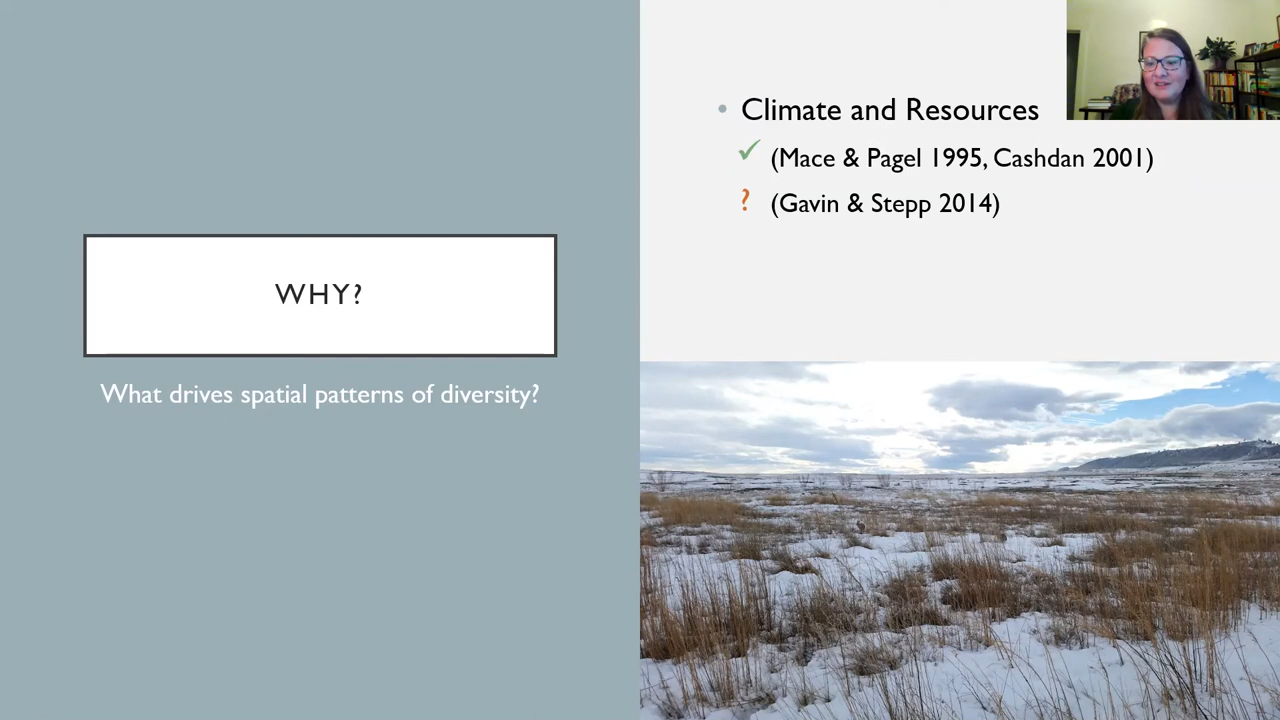 WHY?
What drives spatial patterns of diversity?
• Climate and Resources
✓ (Mace & Pagel 1995, Cashdan 2001)
? (Gavin & Stepp 2014)